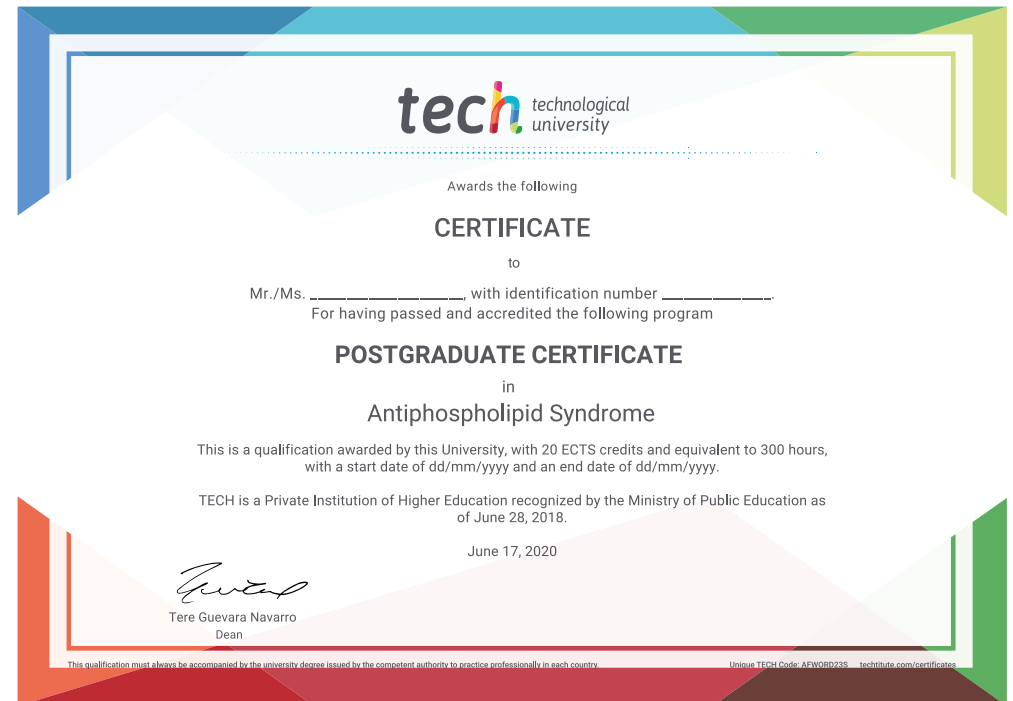 tech technological
university
Awards the following
CERTIFICATE
to
Mr./Ms. ____________________, with identification number ______________.
For having passed and accredited the following program
POSTGRADUATE CERTIFICATE
in
Antiphospholipid Syndrome
This is a qualification awarded by this University, with 20 ECTS credits and equivalent to 300 hours,
with a start date of dd/mm/yyyy and an end date of dd/mm/yyyy.
TECH is a Private Institution of Higher Education recognized by the Ministry of Public Education as
of June 28, 2018.
June 17, 2020
Tere Guevara Navarro
Dean
This qualification must always be accompanied by the university degree issued by the competent authority to practice professionally in each country.
Unique TECH Code: AFWORD23S techtitute.com/certificates